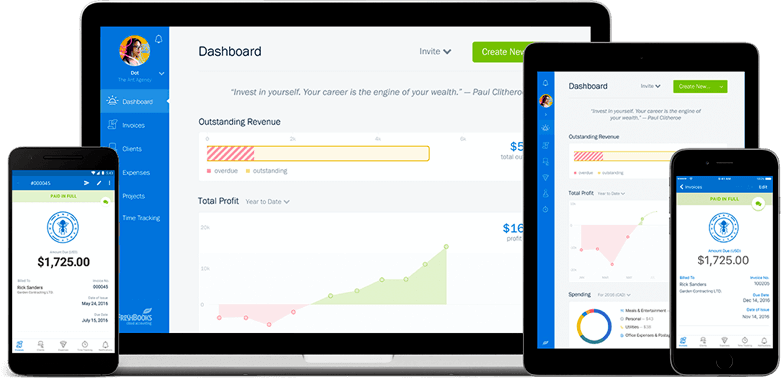 Dot
The Art Agency
Dashboard
Invoices
Clients
Expenses
Projects
Time Tracking
FRESHBOOKS
cloud accounting
Dashboard
Invite
Create New...
"Invest in yourself. Your career is the engine of your wealth." — Paul Clitheroe
Outstanding Revenue
0 2k 4k 6k
$5
total out
overdue outstanding
Total Profit Year to Date
20k
10k
0
$16
profit
#000045
PAID IN FULL
Amount Due (USD)
$1,725.00
Billed To
Rick Sanders
Garden Contracting LTD.
Invoice No.
000045
Date of Issue
May 24, 2016
Due Date
July 15, 2016
Dashboard
Invite
Create New...
"Invest in yourself. Your career is the engine
of your wealth." — Paul Clitheroe
Outstanding Revenue
overdue outstanding
Total Profit Year to Date
Spending
Meals & Entertainment
Personal
Utilities
Office Expenses & Postage
Invoices
Edit
PAID IN FULL
Amount Due (USD)
$1,725.00
Billed To
Rick Sanders
Garden Contracting LTD.
Invoice No.
Due Date
Dec 14, 2016
Date of Issue
Nov 14, 2016